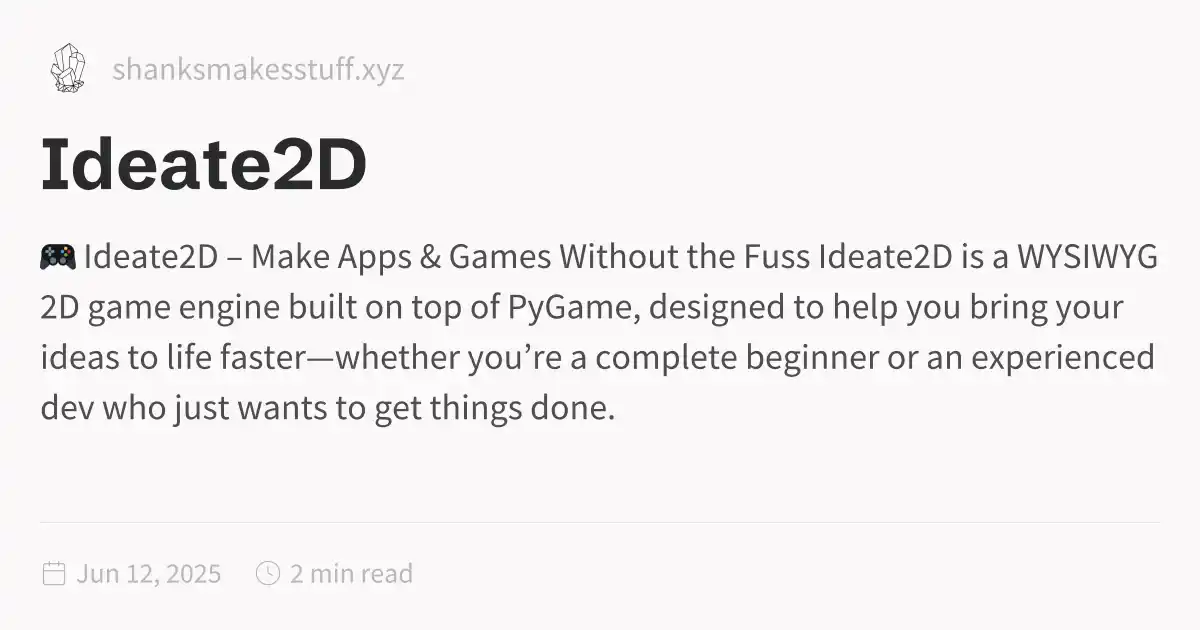 shanksmakesstuff.xyz
Ideate2D
🎮 Ideate2D – Make Apps & Games Without the Fuss Ideate2D is a WYSIWYG
2D game engine built on top of PyGame, designed to help you bring your
ideas to life faster—whether you’re a complete beginner or an experienced
dev who just wants to get things done.
Jun 12, 2025 2 min read